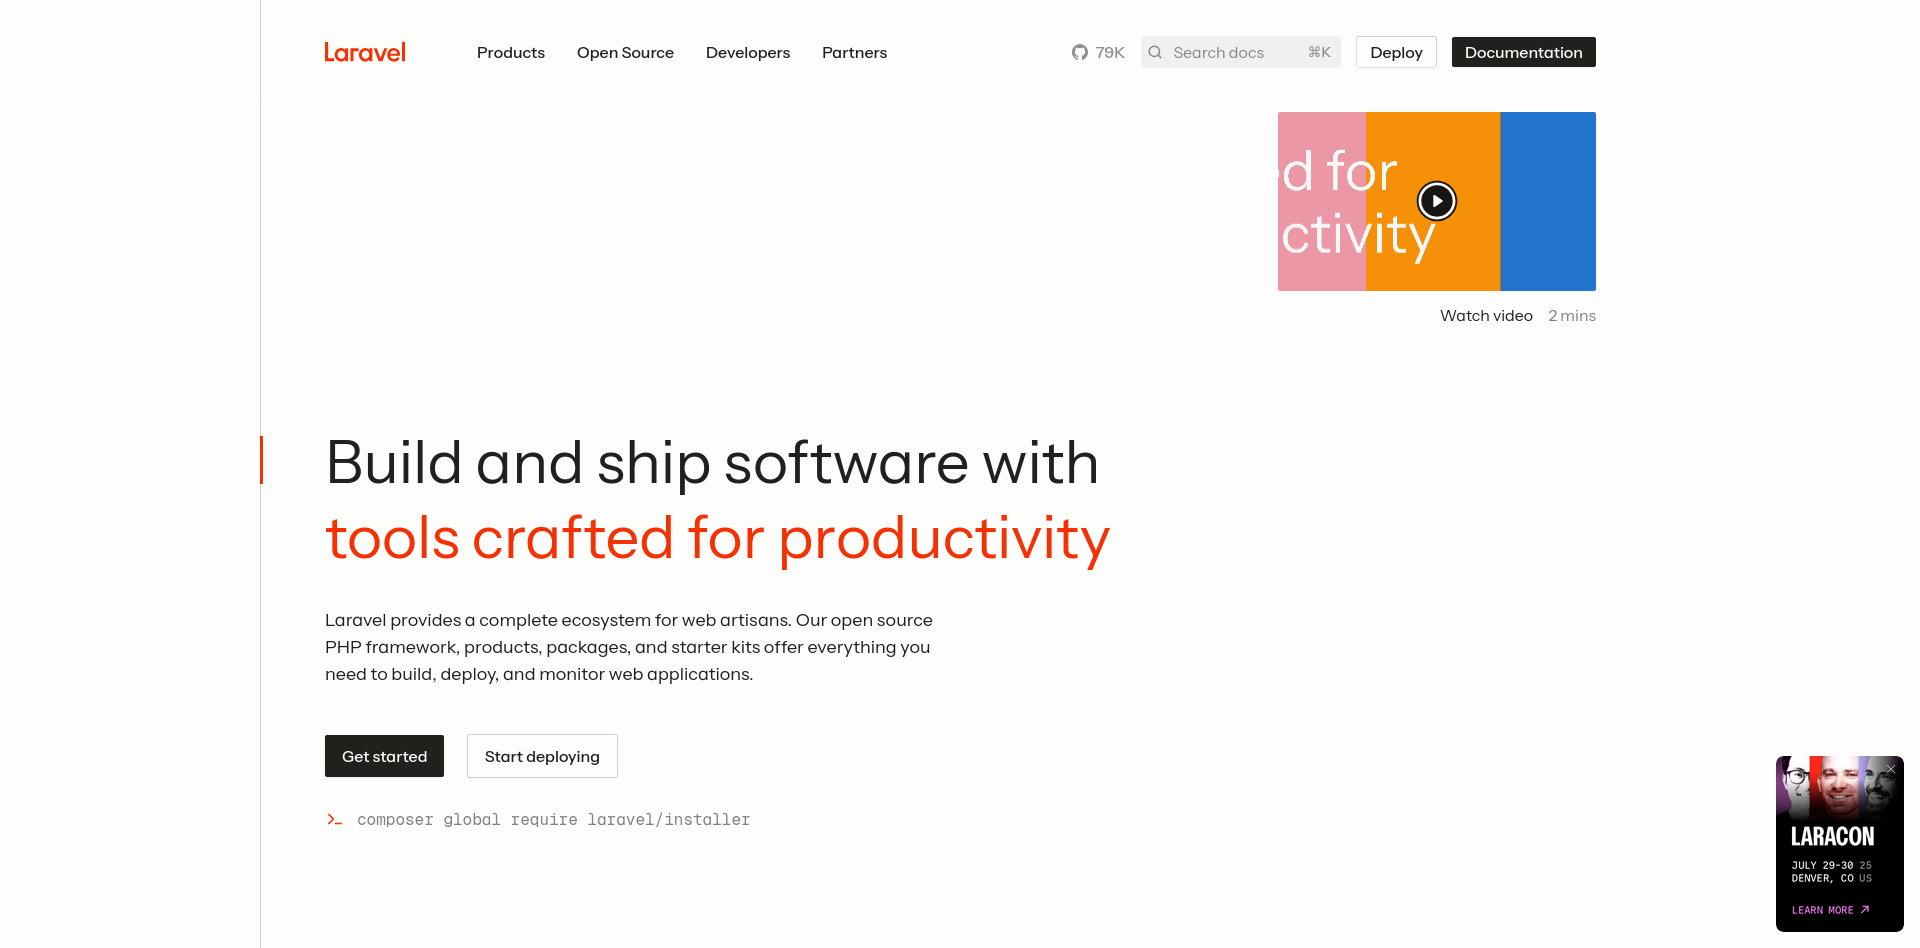 Laravel
Products
Open Source
Developers
Partners
79K
Search docs
⌘K
Deploy
Documentation
d for
ctivity
Watch video
2 mins
Build and ship software with
tools crafted for productivity
Laravel provides a complete ecosystem for web artisans. Our open source
PHP framework, products, packages, and starter kits offer everything you
need to build, deploy, and monitor web applications.
Get started
Start deploying
composer global require laravel/installer
LARACON
JULY 29-30 25
DENVER, CO US
LEARN MORE